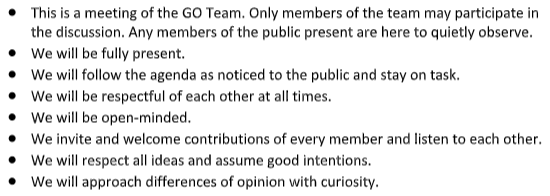 • This is a meeting of the GO Team. Only members of the team may participate in
the discussion. Any members of the public present are here to quietly observe.
• We will be fully present.
• We will follow the agenda as noticed to the public and stay on task.
• We will be respectful of each other at all times.
• We will be open-minded.
• We invite and welcome contributions of every member and listen to each other.
• We will respect all ideas and assume good intentions.
• We will approach differences of opinion with curiosity.